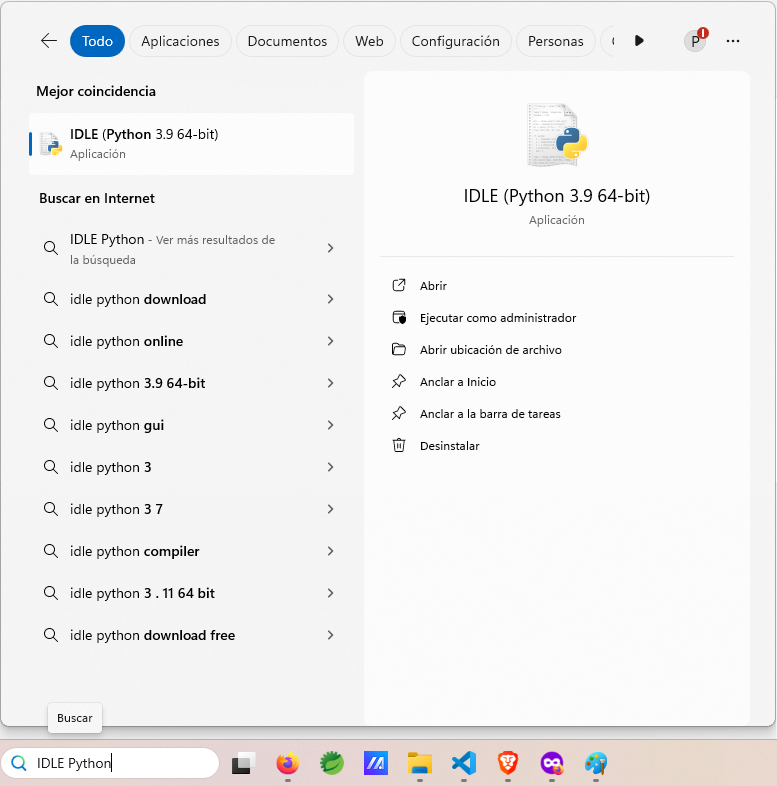 Todo
Aplicaciones
Documentos
Web
Configuración
Personas
P
Mejor coincidencia
IDLE (Python 3.9 64-bit)
Aplicación
Buscar en Internet
IDLE Python - Ver más resultados de
la búsqueda
idle python download
idle python online
idle python 3.9 64-bit
idle python gui
idle python 3
idle python 3 7
idle python compiler
idle python 3 . 11 64 bit
idle python download free
IDLE (Python 3.9 64-bit)
Aplicación
Abrir
Ejecutar como administrador
Abrir ubicación de archivo
Anclar a Inicio
Anclar a la barra de tareas
Desinstalar
Buscar
IDLE Python